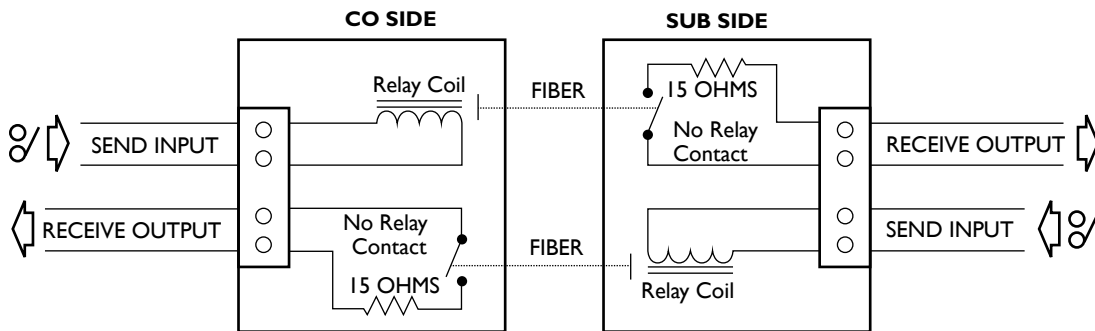 CO SIDE
SUB SIDE
Relay Coil
FIBER
15 OHMS
No Relay
Contact
SEND INPUT
RECEIVE OUTPUT
RECEIVE OUTPUT
No Relay
Contact
15 OHMS
FIBER
Relay Coil
SEND INPUT